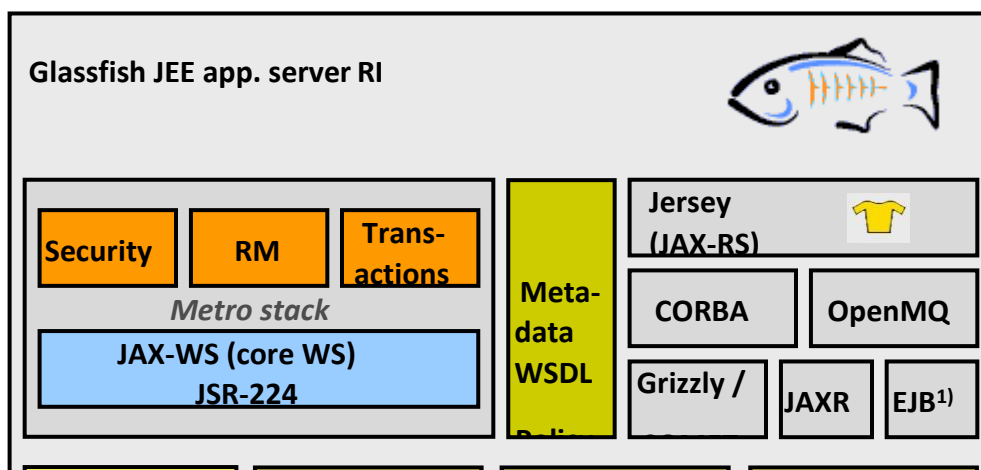 Glassfish JEE app. server RI
Security
RM
Trans-
actions
Metro stack
JAX-WS (core WS)
JSR-224
Meta-
data
WSDL
Jersey
(JAX-RS)
CORBA
OpenMQ
Grizzly /
JAXR
EJB1)